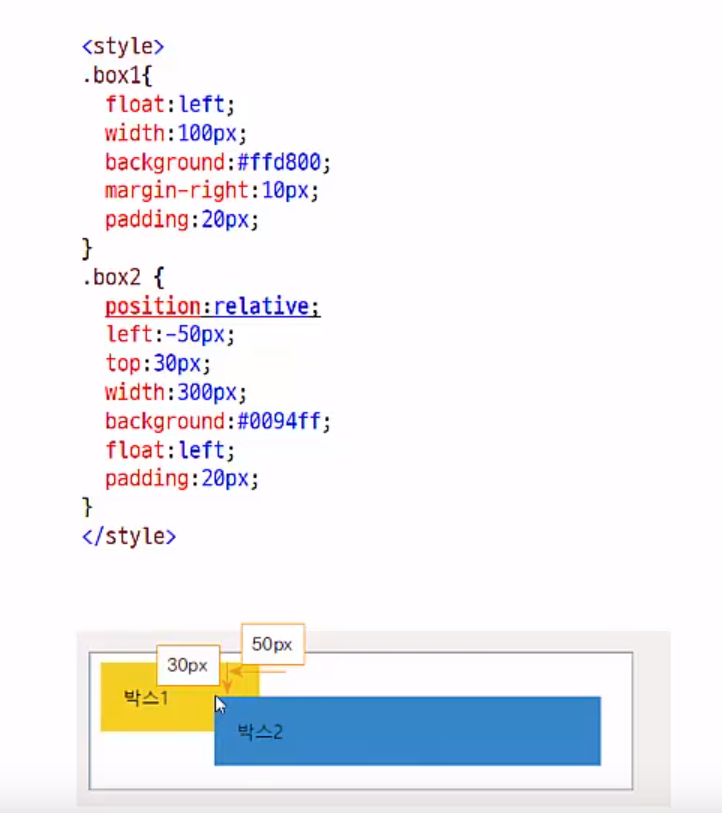 <style>
.box1{
float:left;
width:100px;
background:#ffd800;
margin-right:10px;
padding:20px;
}
.box2 {
position:relative;
left:-50px;
top:30px;
width:300px;
background:#0094ff;
float:left;
padding:20px;
}
</style>
50px
30px
박스1
박스2